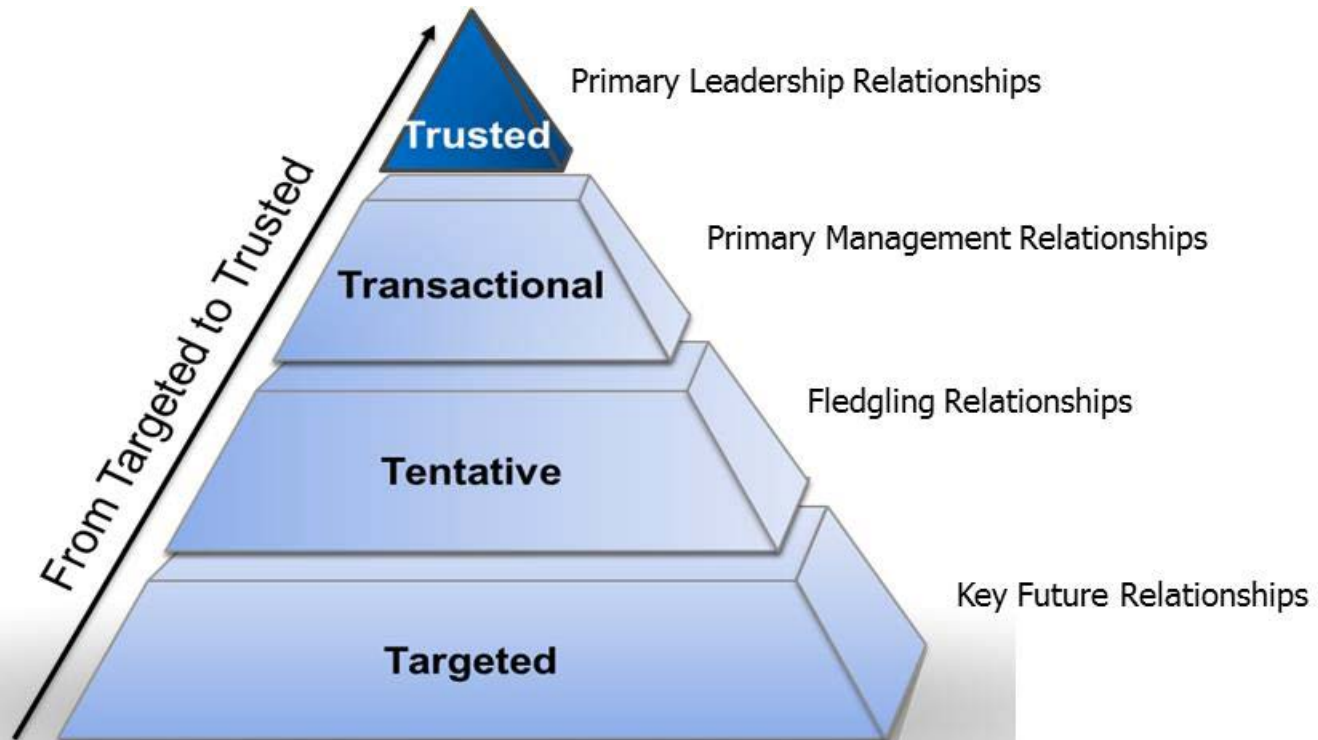 Primary Leadership Relationships
Trusted
Primary Management Relationships
Transactional
Fledgling Relationships
Tentative
Key Future Relationships
Targeted
From Targeted to Trusted